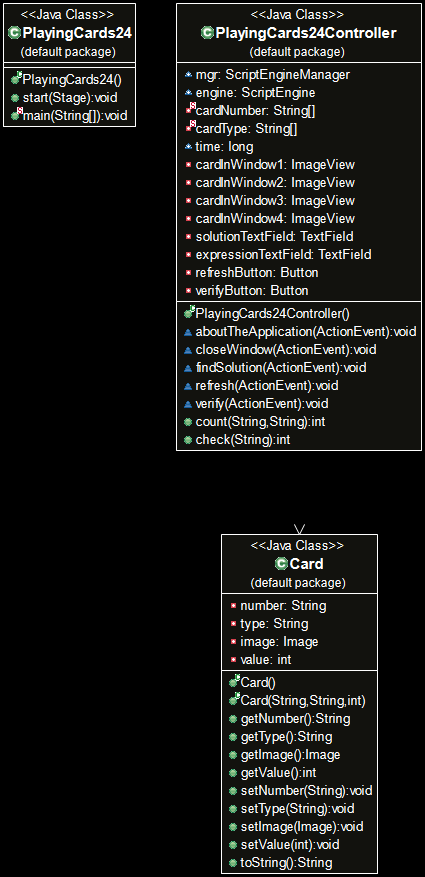 <<Java Class>>
PlayingCards24
(default package)
PlayingCards24()
start(Stage):void
main(String[]):void
<<Java Class>>
PlayingCards24Controller
(default package)
mgr: ScriptEngineManager
engine: ScriptEngine
cardNumber: String[]
cardType: String[]
time: long
cardInWindow1: ImageView
cardInWindow2: ImageView
cardInWindow3: ImageView
cardInWindow4: ImageView
solutionTextField: TextField
expressionTextField: TextField
refreshButton: Button
verifyButton: Button
PlayingCards24Controller()
aboutTheApplication(ActionEvent):void
closeWindow(ActionEvent):void
findSolution(ActionEvent):void
refresh(ActionEvent):void
verify(ActionEvent):void
count(String,String):int
check(String):int
<<Java Class>>
Card
(default package)
number: String
type: String
image: Image
value: int
Card()
Card(String,String,int)
getNumber():String
getType():String
getImage():Image
getValue():int
setNumber(String):void
setType(String):void
setImage(Image):void
setValue(int):void
toString():String